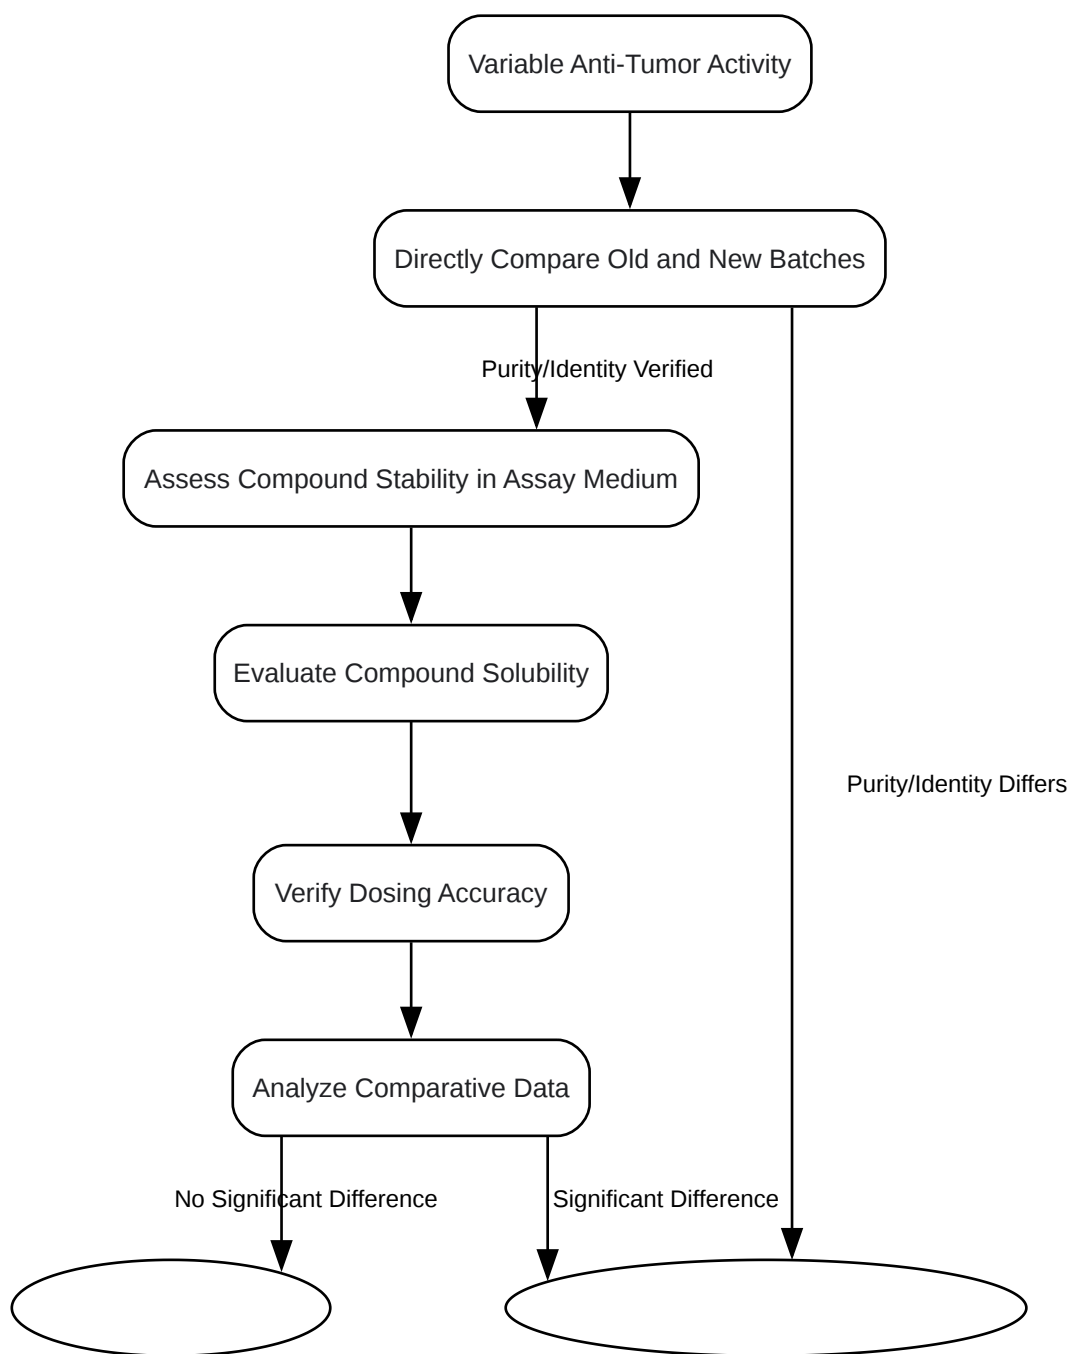 Variable Anti-Tumor Activity
Directly Compare Old and New Batches
Purity/Identity Verified
Assess Compound Stability in Assay Medium
Evaluate Compound Solubility
Purity/Identity Differs
Verify Dosing Accuracy
Analyze Comparative Data
No Significant Difference
Significant Difference